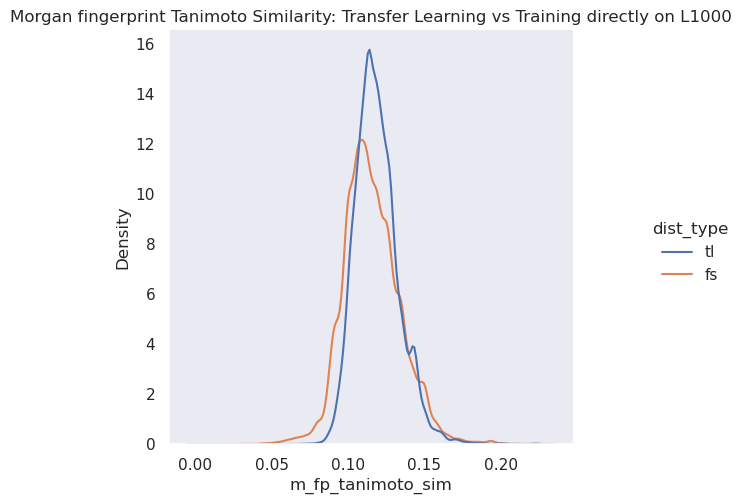 Morgan fingerprint Tanimoto Similarity: Transfer Learning vs Training directly on L1000
16
14
12
10
8
6
4
2
0
Density
0.00 0.05 0.10 0.15 0.20
m_fp_tanimoto_sim
dist_type
tl
fs